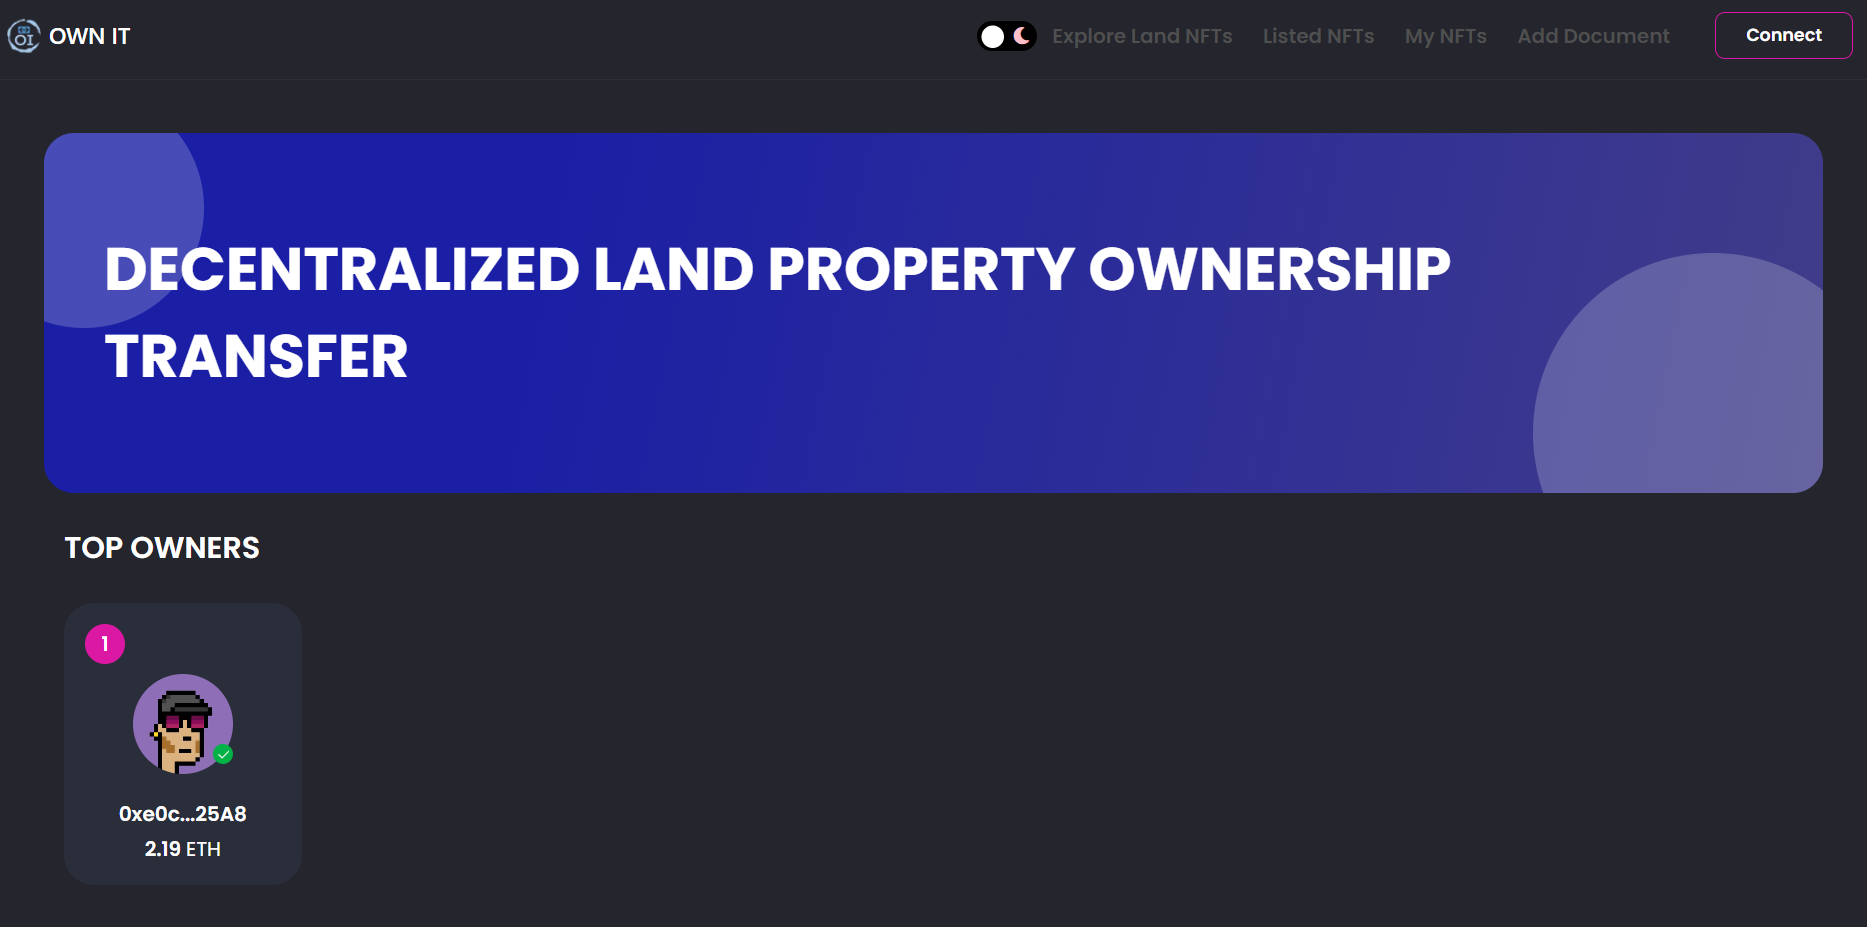 OI
OWN IT
Explore Land NFTs
Listed NFTs
My NFTs
Add Document
Connect
DECENTRALIZED LAND PROPERTY OWNERSHIP
TRANSFER
TOP OWNERS
1
0xe0c...25A8
2.19 ETH